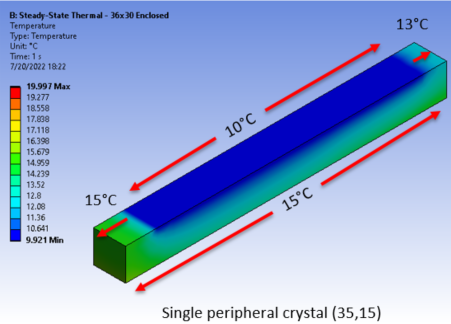 B: Steady-State Thermal - 36x30 Enclosed
Temperature
Type: Temperature
Unit: °C
Time: 1 s
7/20/2022 18:22
19.997 Max
19.277
18.558
17.838
17.118
16.398
15.679
14.959
14.239
13.52
12.8
12.08
11.36
10.641
9.921 Min
13°C
10°C
15°C
15°C
Single peripheral crystal (35,15)